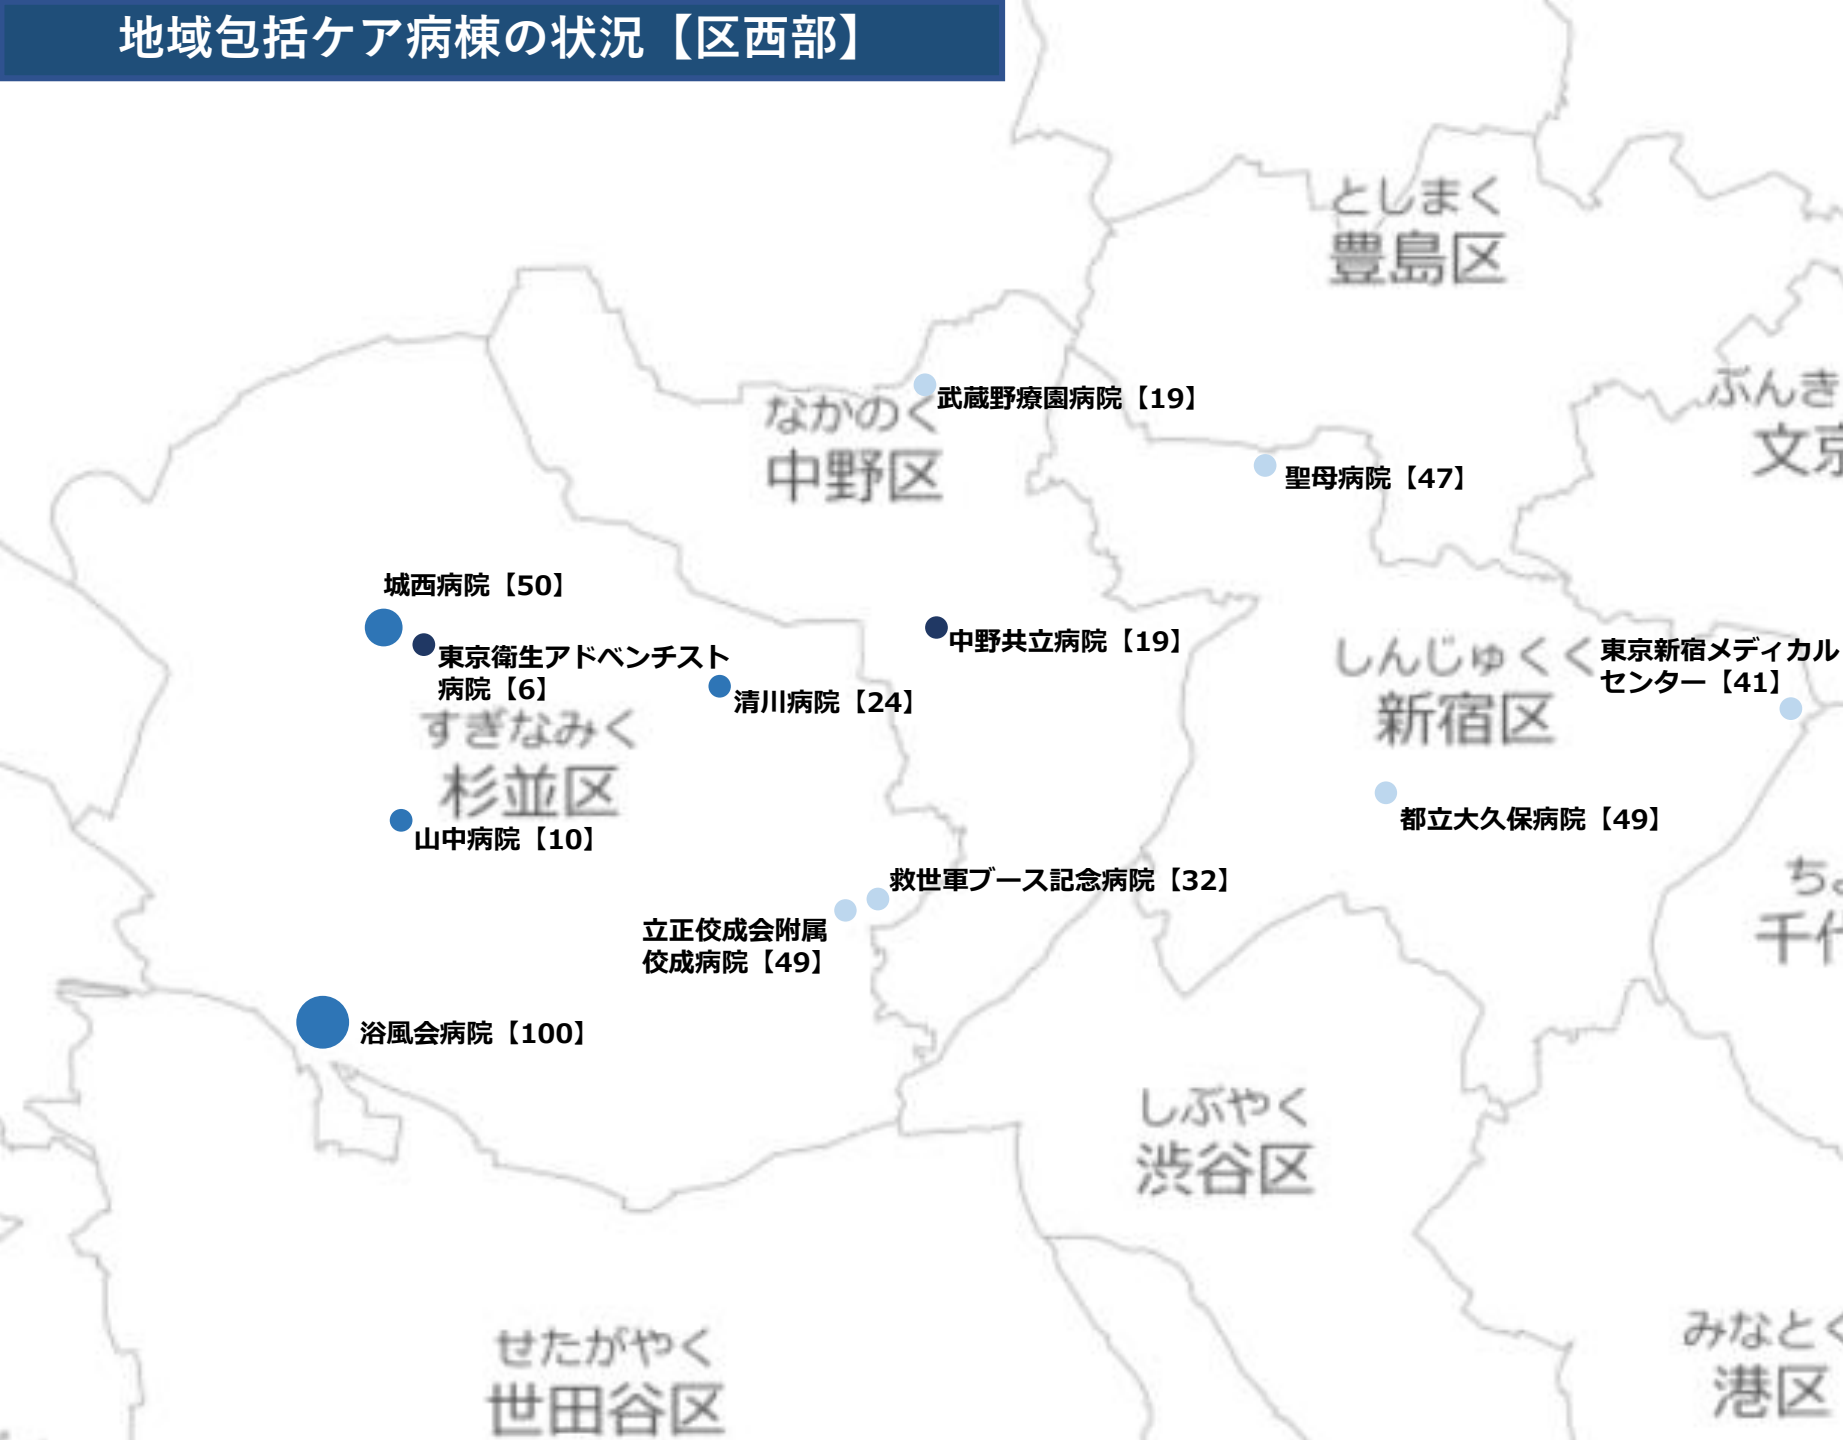 地域包括ケア病棟の状況【区西部】
としまく
豊島区
ぶんき
文京
武蔵野療園病院【19】
なかのく
中野区
聖母病院【47】
城西病院【50】
東京衛生アドベンチスト
病院【6】
清川病院【24】
中野共立病院【19】
しんじゅくく
新宿区
東京新宿メディカル
センター【41】
すぎなみく
杉並区
山中病院【10】
都立大久保病院【49】
救世軍ブース記念病院【32】
立正佼成会附属
佼成病院【49】
ちよ
千代
浴風会病院【100】
しぶやく
渋谷区
せたがやく
世田谷区
みなとく
港区